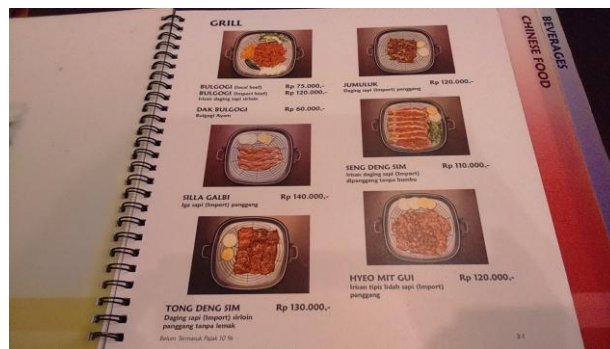 GRILL
BULGOGI (local beef) Rp 75.000,-
BULGOGI (Import beef) Rp 120.000,-
Irisan daging sapi sirloin
DAK BULGOGI Rp 60.000,-
Bulgogi Ayam
SILLA GALBI Rp 140.000,-
Iga sapi (Import) panggang
TONG DENG SIM Rp 130.000,-
Daging sapi (Import) sirloin
panggang tanpa lemak
Belum Termasuk Pajak 10 %
JUMULUK Rp 120.000,-
Daging sapi (Import) panggang
SENG DENG SIM Rp 110.000,-
Irisan daging sapi (Import)
dipanggang tanpa bumbu
HYEO MIT GUI Rp 120.000,-
Irisan tipis lidah sapi (Import)
panggang
31
BEVERAGES
CHINESE FOOD